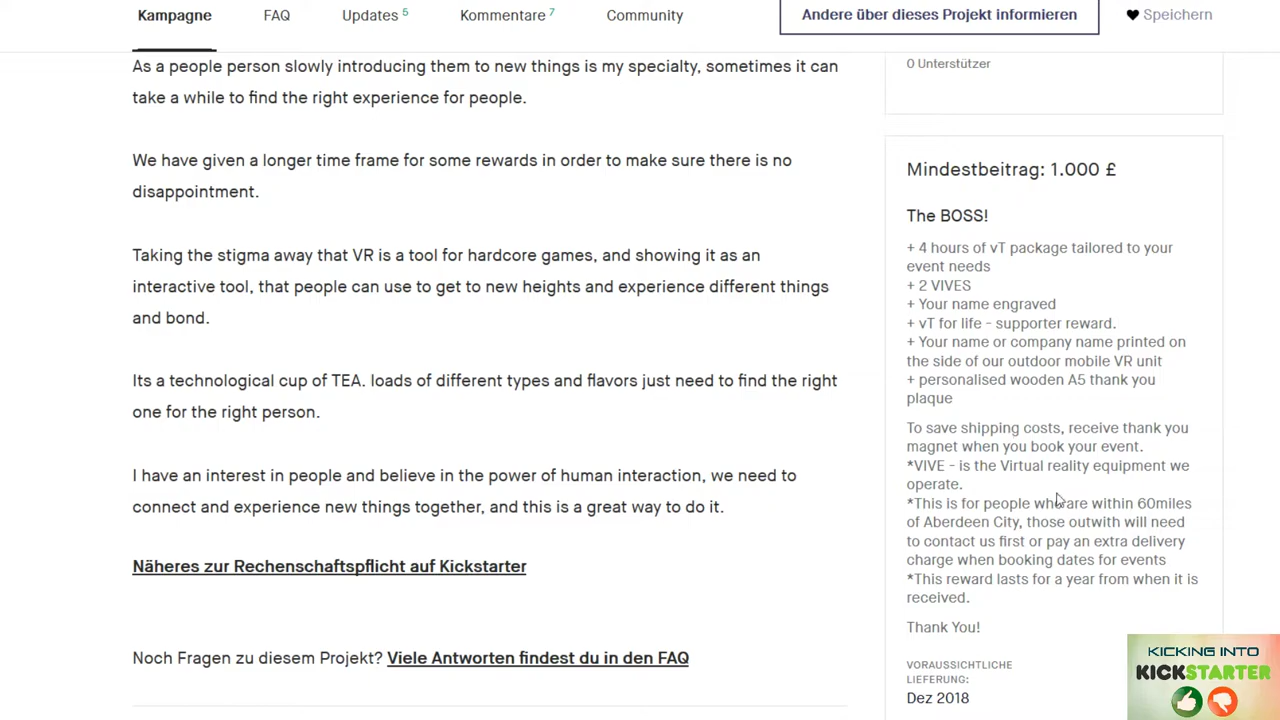 Kampagne
FAQ
Updates 5
Kommentare 7
Community
Andere über dieses Projekt informieren
Speichern
As a people person slowly introducing them to new things is my specialty, sometimes it can
take a while to find the right experience for people.
We have given a longer time frame for some rewards in order to make sure there is no
disappointment.
Taking the stigma away that VR is a tool for hardcore games, and showing it as an
interactive tool, that people can use to get to new heights and experience different things
and bond.
Its a technological cup of TEA. loads of different types and flavors just need to find the right
one for the right person.
I have an interest in people and believe in the power of human interaction, we need to
connect and experience new things together, and this is a great way to do it.
Näheres zur Rechenschaftspflicht auf Kickstarter
Noch Fragen zu diesem Projekt? Viele Antworten findest du in den FAQ
0 Unterstützer
Mindestbeitrag: 1.000 £
The BOSS!
+ 4 hours of vT package tailored to your
event needs
+ 2 VIVES
+ Your name engraved
+ vT for life - supporter reward.
+ Your name or company name printed on
the side of our outdoor mobile VR unit
+ personalised wooden A5 thank you
plaque
To save shipping costs, receive thank you
magnet when you book your event.
*VIVE - is the Virtual reality equipment we
operate.
*This is for people who are within 60miles
of Aberdeen City, those outwith will need
to contact us first or pay an extra delivery
charge when booking dates for events
*This reward lasts for a year from when it is
received.
Thank You!
VORAUSSICHTLICHE
LIEFERUNG:
Dez 2018
KICKING INTO
KICKSTARTER